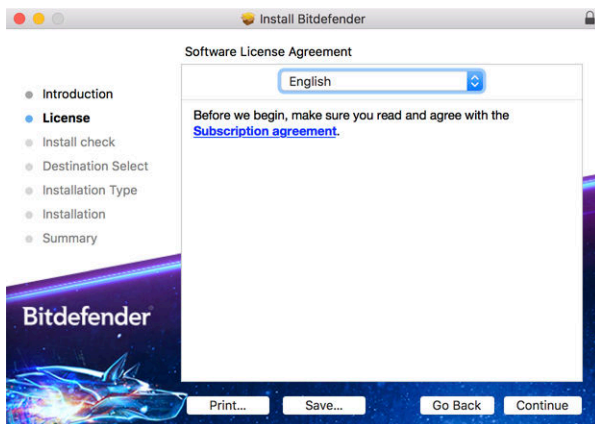 Install Bitdefender
Software License Agreement
English
Introduction
License
Install check
Destination Select
Installation Type
Installation
Summary
Before we begin, make sure you read and agree with the
Subscription agreement.
Bitdefender
Print... Save... Go Back Continue